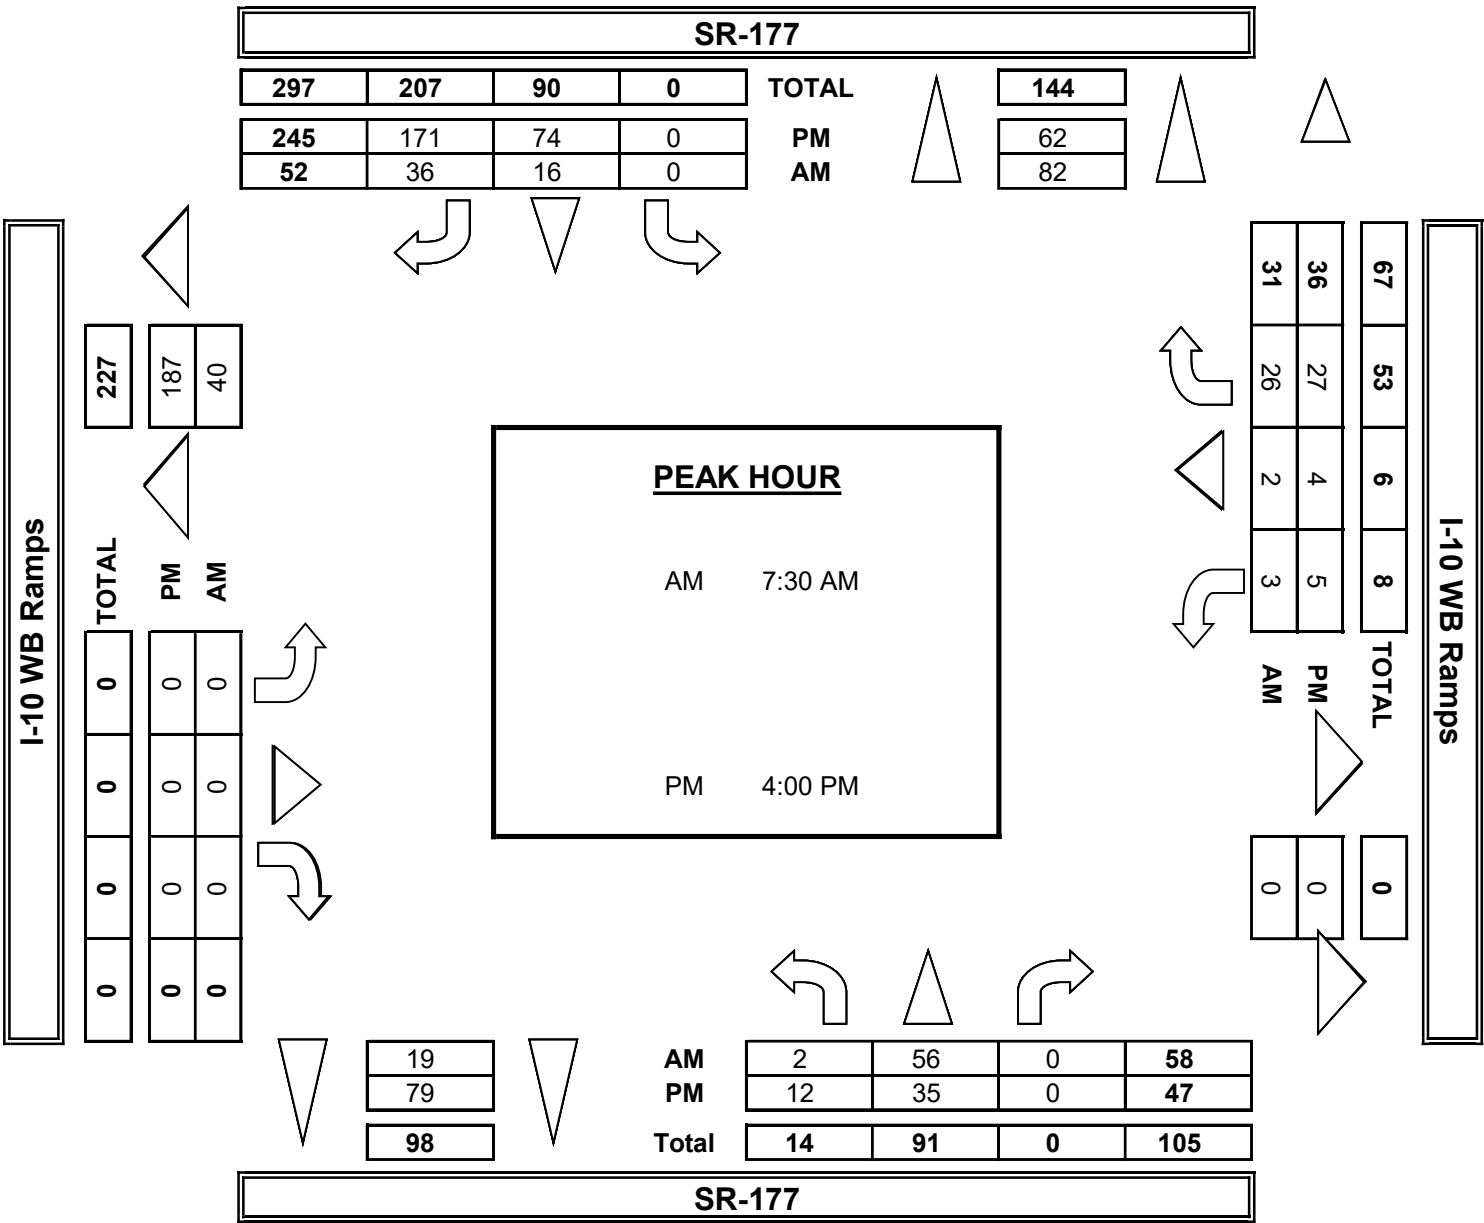 SR-177
297 207 90 0 TOTAL 144
245 171 74 0 PM 62
52 36 16 0 AM 82
I-10 WB Ramps
227 187 40
TOTAL PM AM
0 0 0
0 0 0
0 0 0
0 0 0
PEAK HOUR
AM 7:30 AM
PM 4:00 PM
31 36 67
26 27 53
2 4 6
3 5 8
AM PM TOTAL
0 0 0
I-10 WB Ramps
19 AM 2 56 0 58
79 PM 12 35 0 47
98 Total 14 91 0 105
SR-177